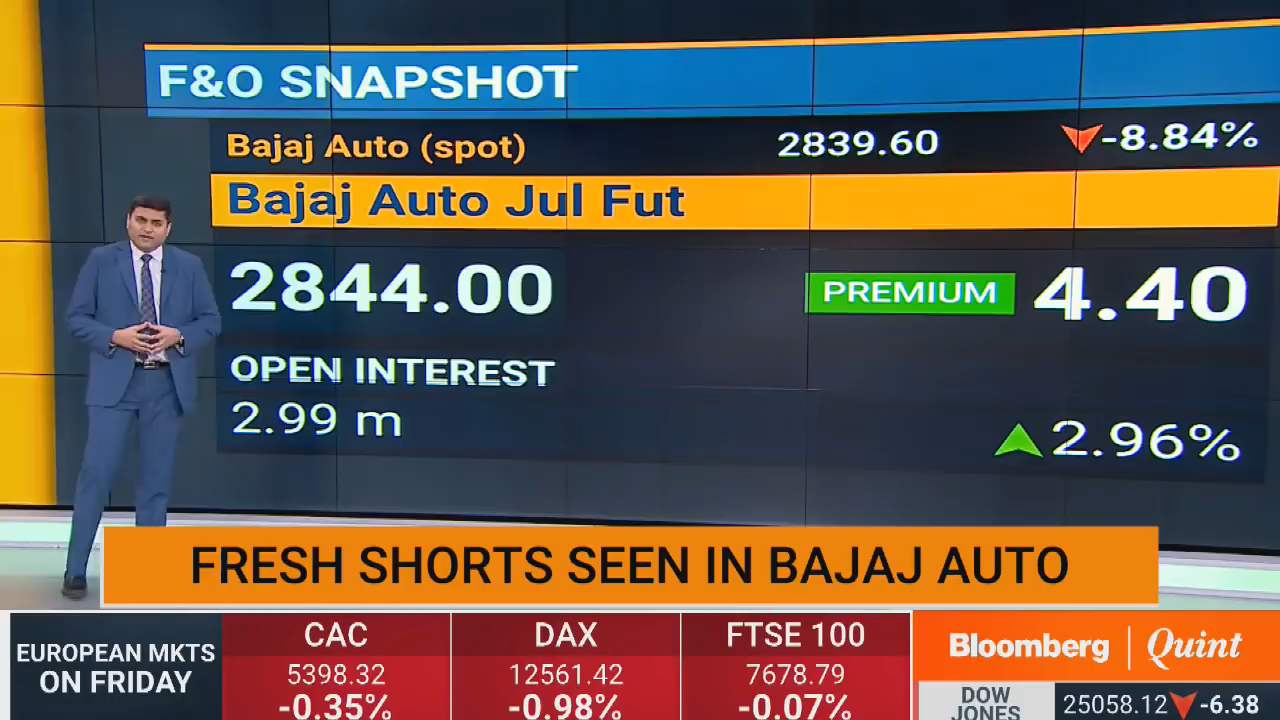 F&O SNAPSHOT
Bajaj Auto (spot) 2839.60 -8.84%
Bajaj Auto Jul Fut
2844.00 PREMIUM 4.40
OPEN INTEREST
2.99 m 2.96%
FRESH SHORTS SEEN IN BAJAJ AUTO
EUROPEAN MKTS
ON FRIDAY
CAC
5398.32
-0.35%
DAX
12561.42
-0.98%
FTSE 100
7678.79
-0.07%
Bloomberg | Quint
DOW
JONES
25058.12 -6.38